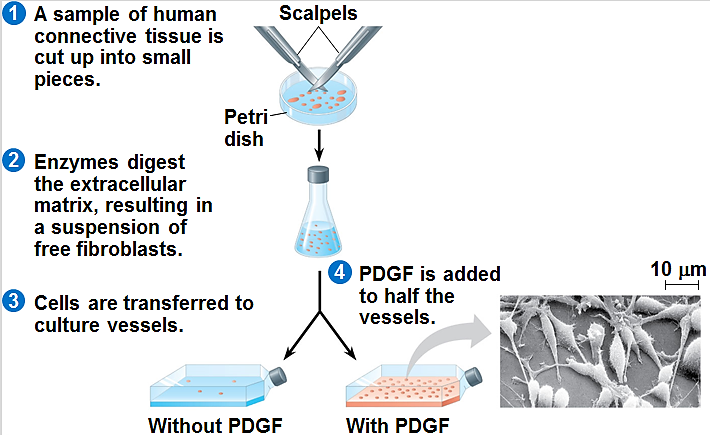 1 A sample of human
connective tissue is
cut up into small
pieces.
Scalpels
Petri
dish
2 Enzymes digest
the extracellular
matrix, resulting in
a suspension of
free fibroblasts.
3 Cells are transferred to
culture vessels.
4 PDGF is added
to half the
vessels.
10 μm
Without PDGF
With PDGF